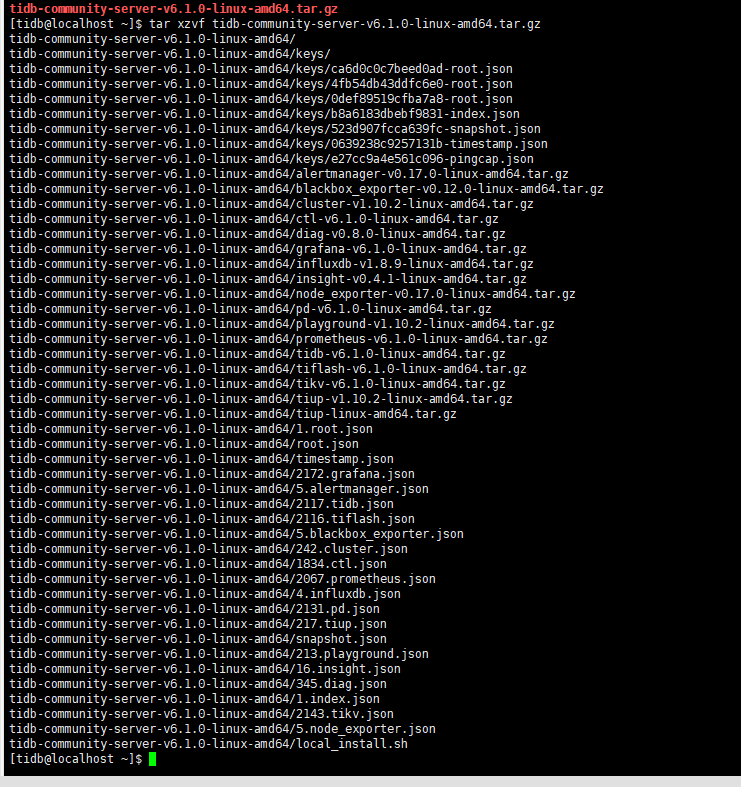 tidb-community-server-v6.1.0-linux-amd64.tar.gz
[tidb@localhost ~]$ tar xzvf tidb-community-server-v6.1.0-linux-amd64.tar.gz
tidb-community-server-v6.1.0-linux-amd64/
tidb-community-server-v6.1.0-linux-amd64/keys/
tidb-community-server-v6.1.0-linux-amd64/keys/ca6d0c0c7beed0ad-root.json
tidb-community-server-v6.1.0-linux-amd64/keys/4fb54db43ddfc6e0-root.json
tidb-community-server-v6.1.0-linux-amd64/keys/0def89519cfba7a8-root.json
tidb-community-server-v6.1.0-linux-amd64/keys/b8a6183dbebf9831-index.json
tidb-community-server-v6.1.0-linux-amd64/keys/523d907fcca639fc-snapshot.json
tidb-community-server-v6.1.0-linux-amd64/keys/0639238c9257131b-timestamp.json
tidb-community-server-v6.1.0-linux-amd64/keys/e27cc9a4e561c096-pingcap.json
tidb-community-server-v6.1.0-linux-amd64/alertmanager-v0.17.0-linux-amd64.tar.gz
tidb-community-server-v6.1.0-linux-amd64/blackbox_exporter-v0.12.0-linux-amd64.tar.gz
tidb-community-server-v6.1.0-linux-amd64/cluster-v1.10.2-linux-amd64.tar.gz
tidb-community-server-v6.1.0-linux-amd64/ctl-v6.1.0-linux-amd64.tar.gz
tidb-community-server-v6.1.0-linux-amd64/diag-v0.8.0-linux-amd64.tar.gz
tidb-community-server-v6.1.0-linux-amd64/grafana-v6.1.0-linux-amd64.tar.gz
tidb-community-server-v6.1.0-linux-amd64/influxdb-v1.8.9-linux-amd64.tar.gz
tidb-community-server-v6.1.0-linux-amd64/insight-v0.4.1-linux-amd64.tar.gz
tidb-community-server-v6.1.0-linux-amd64/node_exporter-v0.17.0-linux-amd64.tar.gz
tidb-community-server-v6.1.0-linux-amd64/pd-v6.1.0-linux-amd64.tar.gz
tidb-community-server-v6.1.0-linux-amd64/playground-v1.10.2-linux-amd64.tar.gz
tidb-community-server-v6.1.0-linux-amd64/prometheus-v6.1.0-linux-amd64.tar.gz
tidb-community-server-v6.1.0-linux-amd64/tidb-v6.1.0-linux-amd64.tar.gz
tidb-community-server-v6.1.0-linux-amd64/tiflash-v6.1.0-linux-amd64.tar.gz
tidb-community-server-v6.1.0-linux-amd64/tikv-v6.1.0-linux-amd64.tar.gz
tidb-community-server-v6.1.0-linux-amd64/tiup-v1.10.2-linux-amd64.tar.gz
tidb-community-server-v6.1.0-linux-amd64/tiup-linux-amd64.tar.gz
tidb-community-server-v6.1.0-linux-amd64/1.root.json
tidb-community-server-v6.1.0-linux-amd64/root.json
tidb-community-server-v6.1.0-linux-amd64/timestamp.json
tidb-community-server-v6.1.0-linux-amd64/2172.grafana.json
tidb-community-server-v6.1.0-linux-amd64/5.alertmanager.json
tidb-community-server-v6.1.0-linux-amd64/2117.tidb.json
tidb-community-server-v6.1.0-linux-amd64/2116.tiflash.json
tidb-community-server-v6.1.0-linux-amd64/5.blackbox_exporter.json
tidb-community-server-v6.1.0-linux-amd64/242.cluster.json
tidb-community-server-v6.1.0-linux-amd64/1834.ctl.json
tidb-community-server-v6.1.0-linux-amd64/2067.prometheus.json
tidb-community-server-v6.1.0-linux-amd64/4.influxdb.json
tidb-community-server-v6.1.0-linux-amd64/2131.pd.json
tidb-community-server-v6.1.0-linux-amd64/217.tiup.json
tidb-community-server-v6.1.0-linux-amd64/snapshot.json
tidb-community-server-v6.1.0-linux-amd64/213.playground.json
tidb-community-server-v6.1.0-linux-amd64/16.insight.json
tidb-community-server-v6.1.0-linux-amd64/345.diag.json
tidb-community-server-v6.1.0-linux-amd64/1.index.json
tidb-community-server-v6.1.0-linux-amd64/2143.tikv.json
tidb-community-server-v6.1.0-linux-amd64/5.node_exporter.json
tidb-community-server-v6.1.0-linux-amd64/local_install.sh
[tidb@localhost ~]$